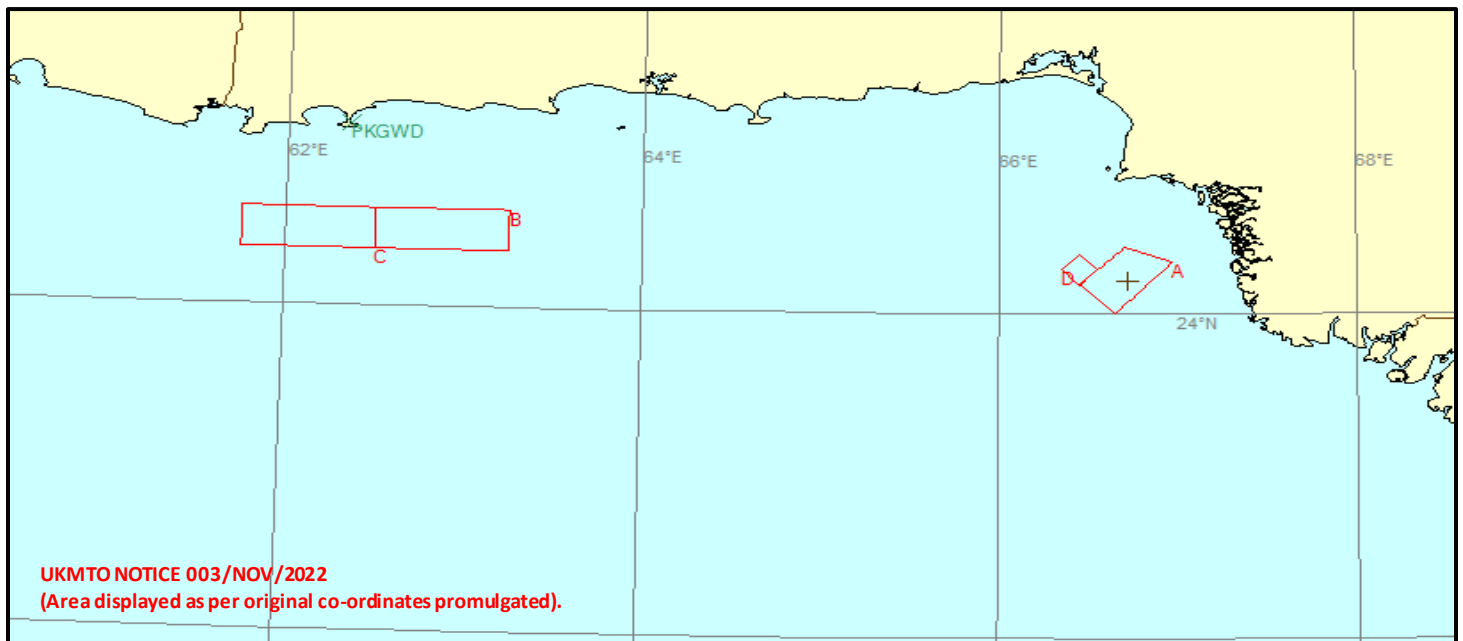 PKGWD
62°E
64°E
66°E
68°E
B
C
D
A
24°N
UKMTO NOTICE 003/NOV/2022
(Area displayed as per original co-ordinates promulgated).